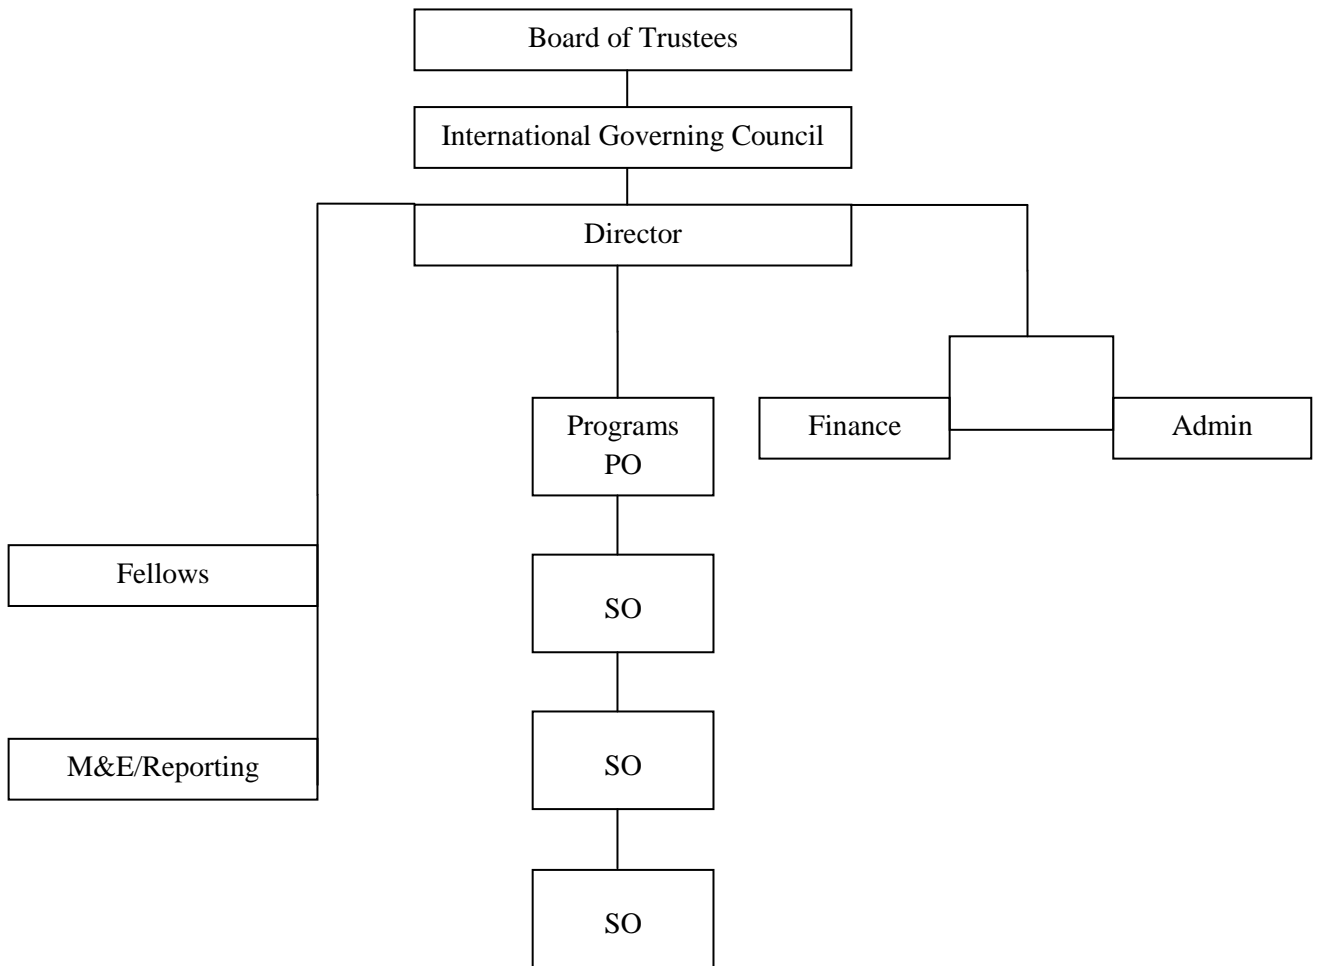 Board of Trustees
International Governing Council
Director
Programs
PO
Finance
Admin
Fellows
SO
M&E/Reporting
SO
SO